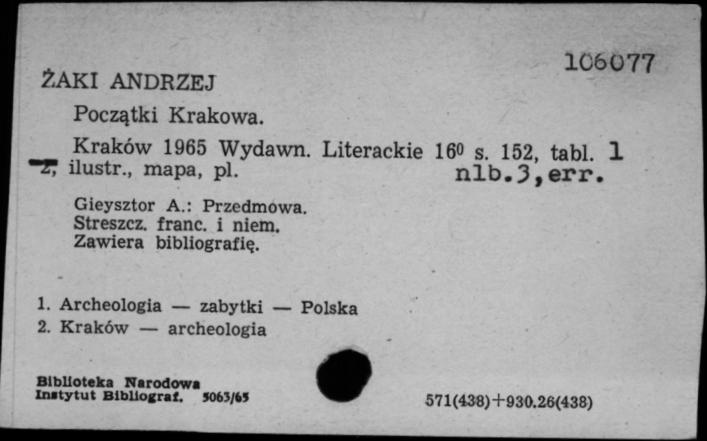 106077
ŻAKI ANDRZEJ
Początki Krakowa.
Kraków 1965 Wydawn. Literackie 16⁰ s. 152, tabl. 1
2, ilustr., mapa, pl. nlb.3,err.
Gieysztor A.: Przedmowa.
Streszcz. franc. i niem.
Zawiera bibliografię.
1. Archeologia — zabytki — Polska
2. Kraków — archeologia
Biblioteka Narodowa
Instytut Bibliograf. 5063/65
571(438)+930.26(438)